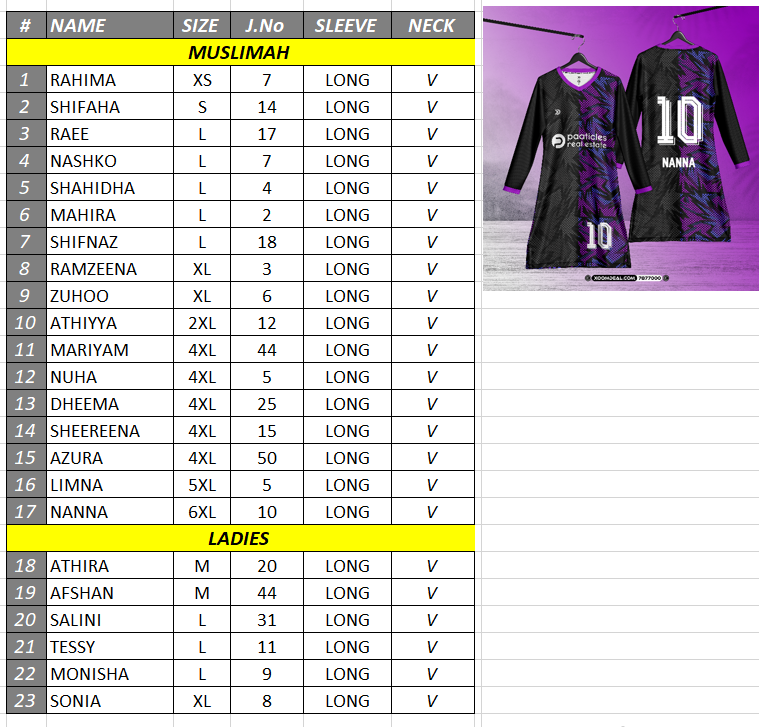 # NAME SIZE J.No SLEEVE NECK
MUSLIMAH
1 RAHIMA XS 7 LONG V
2 SHIFAHA S 14 LONG V
3 RAEE L 17 LONG V
4 NASHKO L 7 LONG V
5 SHAHIDHA L 4 LONG V
6 MAHIRA L 2 LONG V
7 SHIFNAZ L 18 LONG V
8 RAMZEENA XL 3 LONG V
9 ZUHOO XL 6 LONG V
10 ATHIYYA 2XL 12 LONG V
11 MARIYAM 4XL 44 LONG V
12 NUHA 4XL 5 LONG V
13 DHEEMA 4XL 25 LONG V
14 SHEEREENA 4XL 15 LONG V
15 AZURA 4XL 50 LONG V
16 LIMNA 5XL 5 LONG V
17 NANNA 6XL 10 LONG V
LADIES
18 ATHIRA M 20 LONG V
19 AFSHAN M 44 LONG V
20 SALINI L 31 LONG V
21 TESSY L 11 LONG V
22 MONISHA L 9 LONG V
23 SONIA XL 8 LONG V
paaticles
real estate
10
10
NANNA
XOOMDEAL.COM 7877000